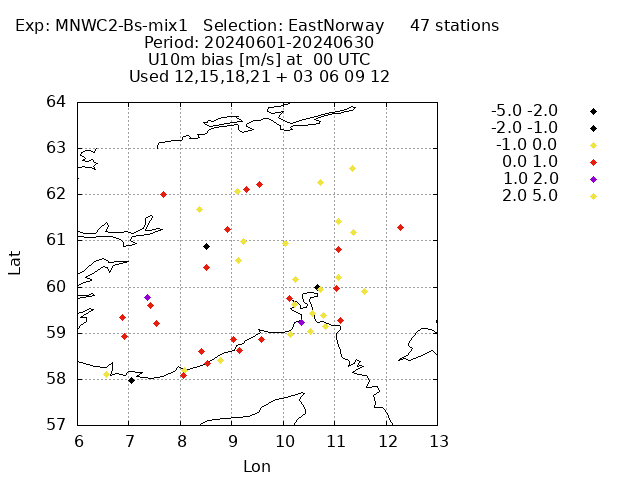 Exp: MNWC2-Bs-mix1 Selection: EastNorway 47 stations
Period: 20240601-20240630
U10m bias [m/s] at 00 UTC
Used 12,15,18,21 + 03 06 09 12
64
63
62
61
60
59
58
57
6 7 8 9 10 11 12 13
Lat
Lon
-5.0 -2.0
-2.0 -1.0
-1.0 0.0
0.0 1.0
1.0 2.0
2.0 5.0